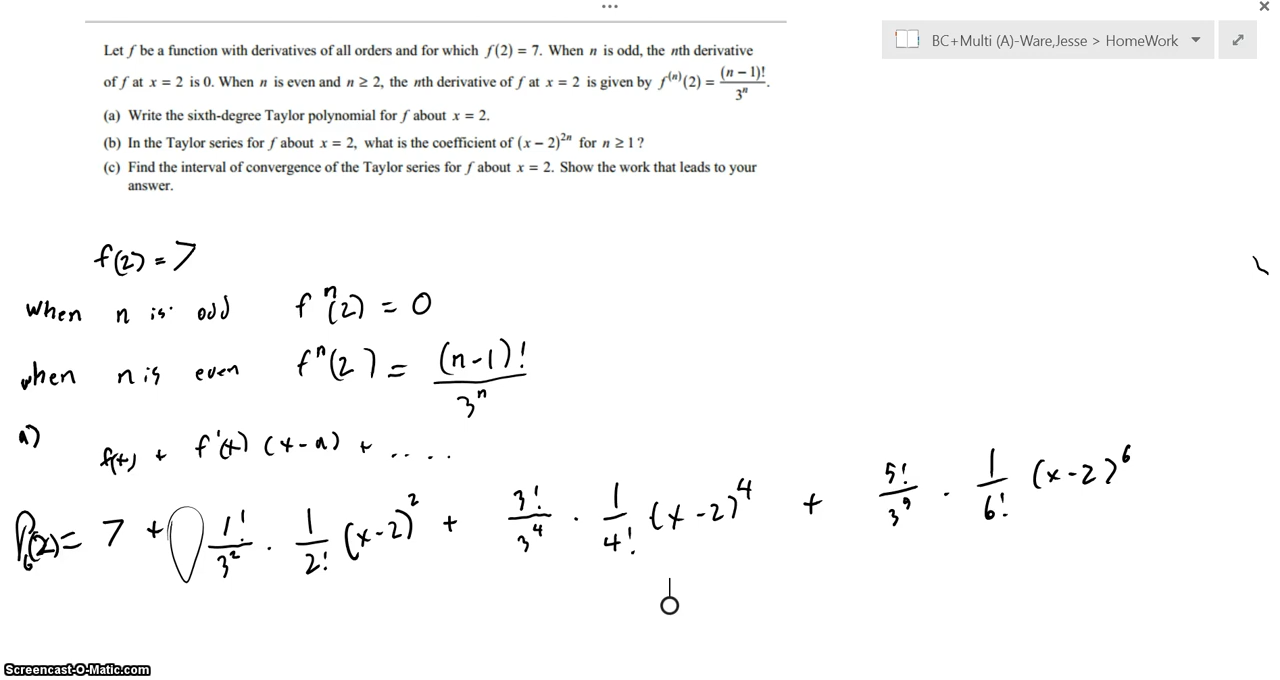 ...
BC+Multi (A)-Ware,Jesse > HomeWork
Let f be a function with derivatives of all orders and for which f(2) = 7. When n is odd, the nth derivative
of f at x = 2 is 0. When n is even and n ≥ 2, the nth derivative of f at x = 2 is given by f^(n)(2) = (n − 1)!/3^n.
(a) Write the sixth-degree Taylor polynomial for f about x = 2.
(b) In the Taylor series for f about x = 2, what is the coefficient of (x − 2)^2n for n ≥ 1?
(c) Find the interval of convergence of the Taylor series for f about x = 2. Show the work that leads to your
answer.
f(2) = 7
when n is odd f^n(2) = 0
when n is even f^n(2) = (n-1)!/3^n
a)
f(x) + f'(x) (x-a) + ....
P6(2) = 7 + 1!/3^2 · 1/2! (x-2)^2 + 3!/3^4 · 1/4! (x-2)^4 + 5!/3^9 · 1/6! (x-2)^6
Screencast-O-Matic.com